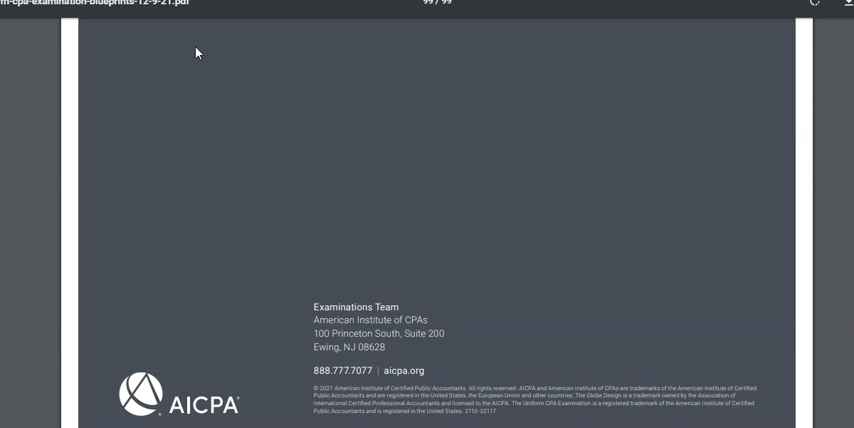 fm-cpa-examination-blueprints-12-9-21.pdf
99 / 99
Examinations Team
American Institute of CPAs
100 Princeton South, Suite 200
Ewing, NJ 08628
888.777.7077 | aicpa.org
© 2021 American Institute of Certified Public Accountants. All rights reserved. AICPA and American Institute of CPAs are trademarks of the American Institute of Certified
Public Accountants and are registered in the United States, the European Union and other countries. The Globe Design is a trademark owned by the Association of
International Certified Professional Accountants and licensed to the AICPA. The Uniform CPA Examination is a registered trademark of the American Institute of Certified
Public Accountants and is registered in the United States. 2110-32117
AICPA®